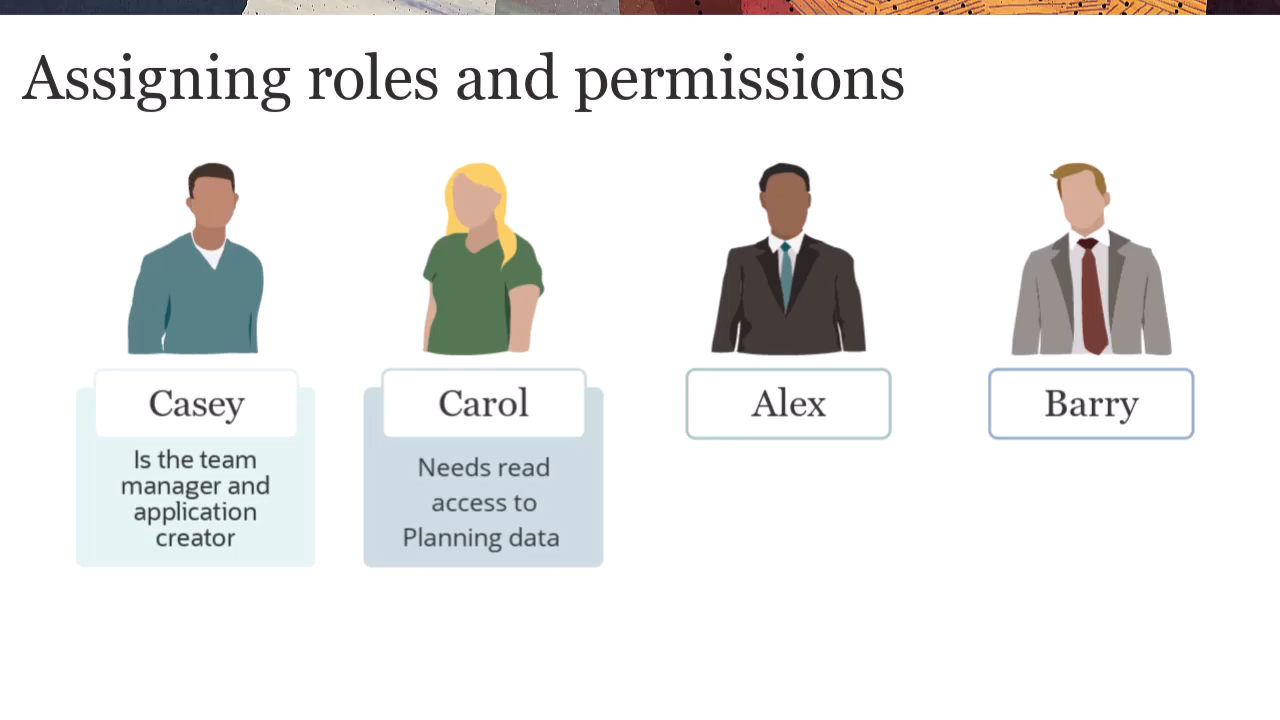 Assigning roles and permissions
Casey
Is the team
manager and
application
creator
Carol
Needs read
access to
Planning data
Alex
Barry